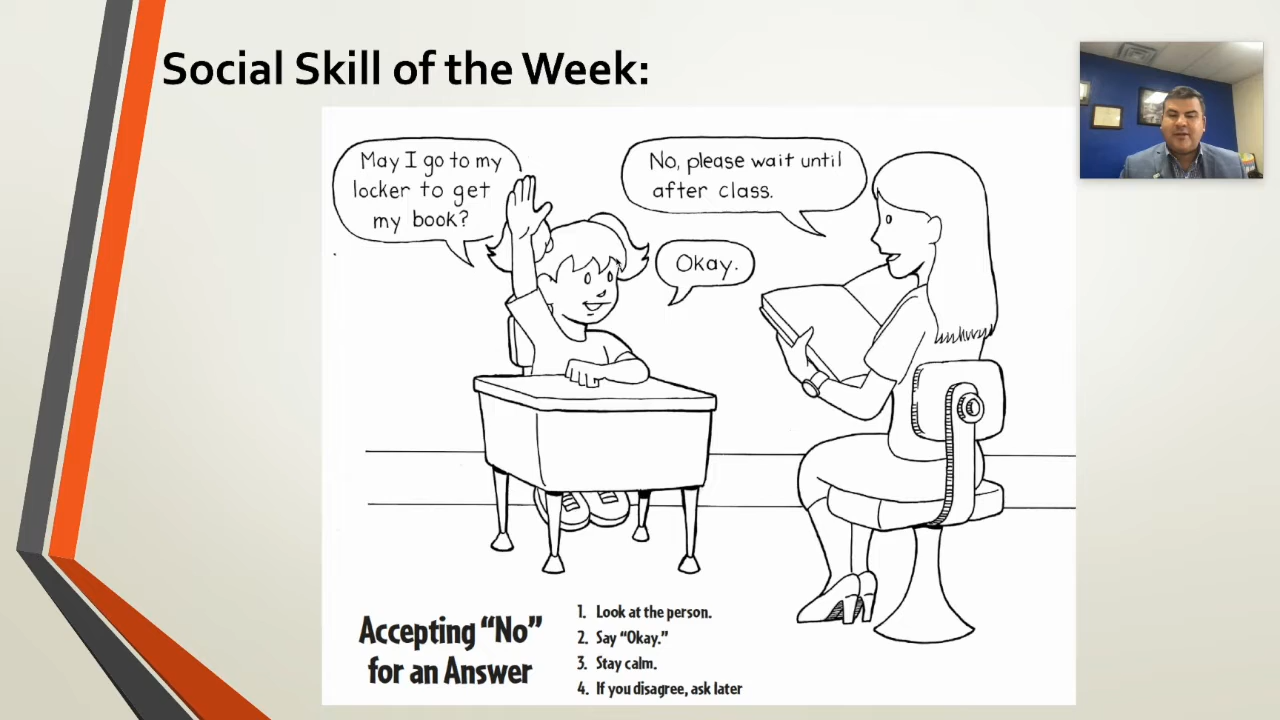 Social Skill of the Week:
May I go to my
locker to get
my book?
No, please wait until
after class.
Okay.
Accepting “No”
for an Answer
1. Look at the person.
2. Say “Okay.”
3. Stay calm.
4. If you disagree, ask later